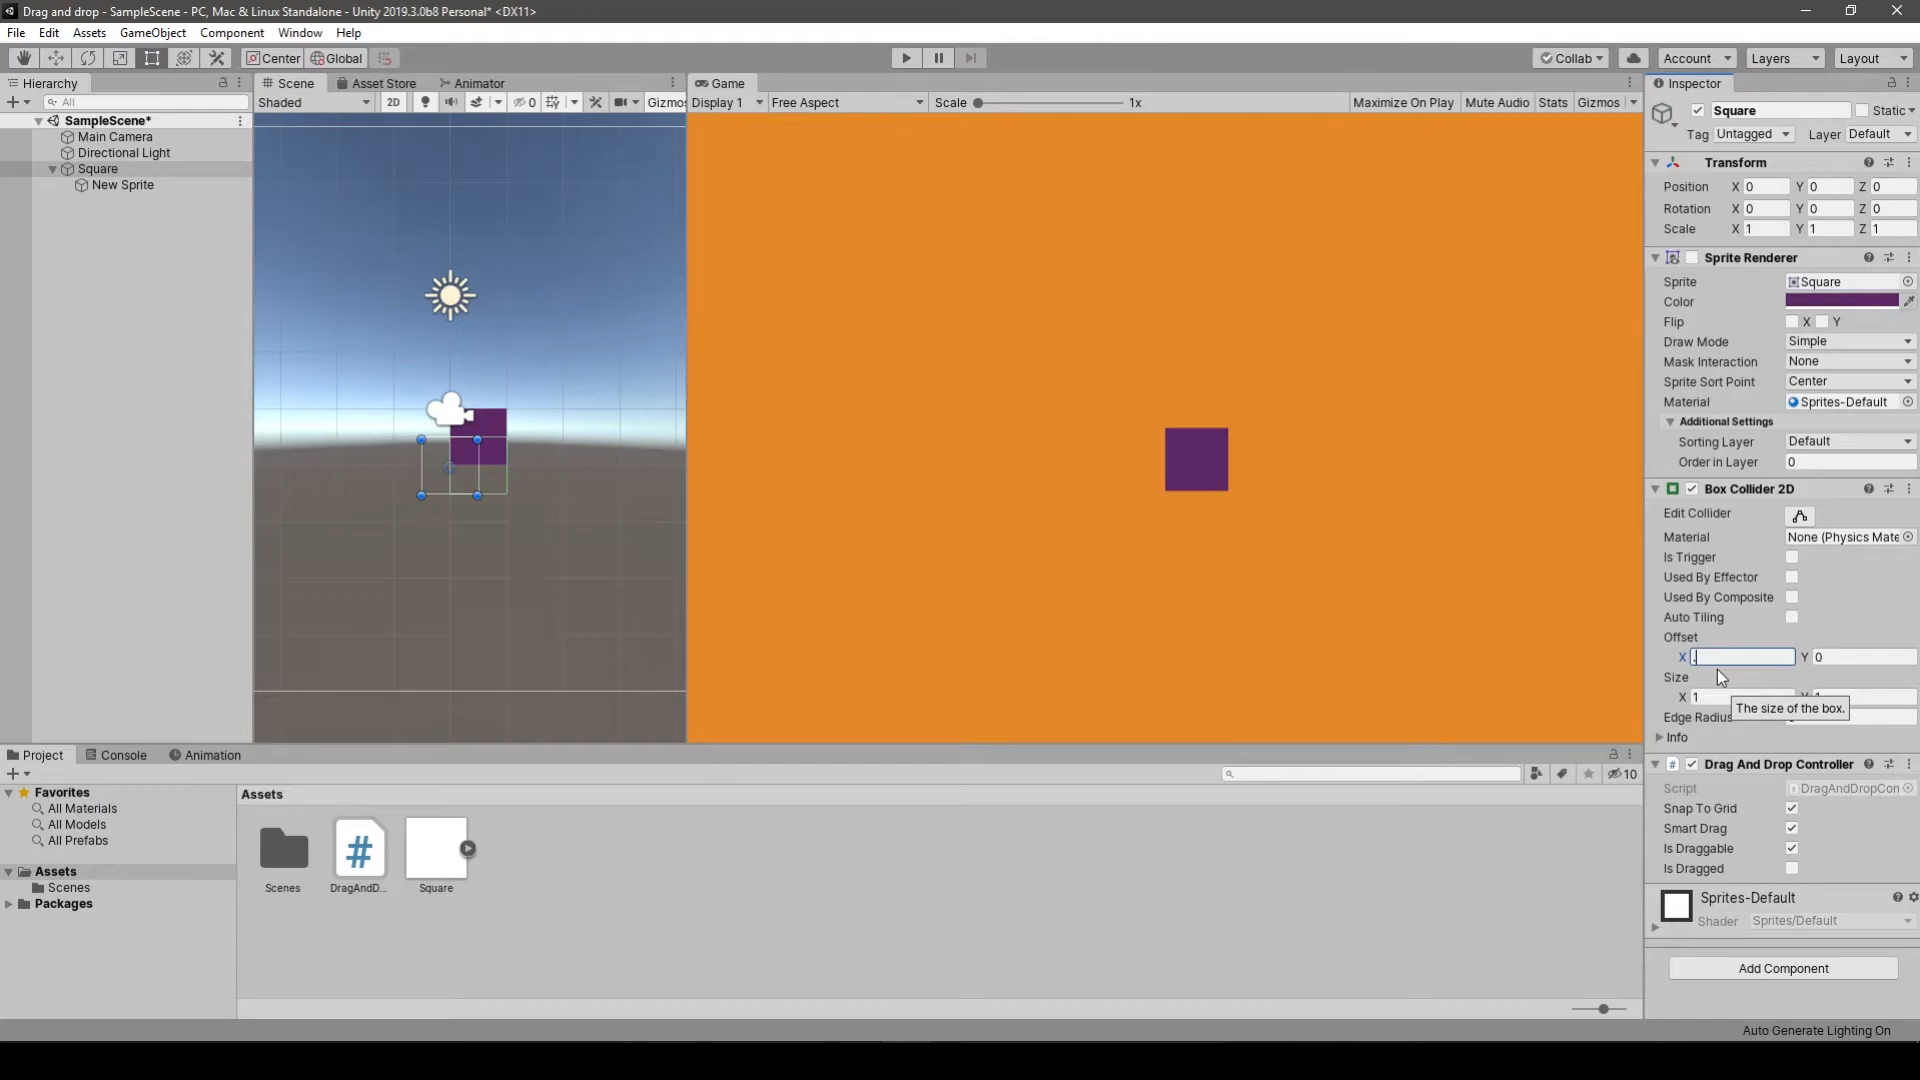 Drag and drop - SampleScene - PC, Mac & Linux Standalone - Unity 2019.3.0b8 Personal* <DX11>
File Edit Assets GameObject Component Window Help
Center Global Collab Account Layers Layout
Hierarchy
All
SampleScene*
Main Camera
Directional Light
Square
New Sprite
Scene Asset Store Animator
Shaded 2D 0 Gizmos
Game
Display 1 Free Aspect Scale 1x Maximize On Play Mute Audio Stats Gizmos
Inspector
Square Static
Tag Untagged Layer Default
Transform
Position X 0 Y 0 Z 0
Rotation X 0 Y 0 Z 0
Scale X 1 Y 1 Z 1
Sprite Renderer
Sprite Square
Color
Flip X Y
Draw Mode Simple
Mask Interaction None
Sprite Sort Point Center
Material Sprites-Default
Additional Settings
Sorting Layer Default
Order in Layer 0
Box Collider 2D
Edit Collider
Material None (Physics Mate
Is Trigger
Used By Effector
Used By Composite
Auto Tiling
Offset
X . Y 0
Size
X 1
The size of the box.
Edge Radius
Info
Drag And Drop Controller
Script DragAndDropCon
Snap To Grid
Smart Drag
Is Draggable
Is Dragged
Sprites-Default
Shader Sprites/Default
Add Component
Project Console Animation
10
Favorites
All Materials
All Models
All Prefabs
Assets
Scenes
Packages
Assets
Scenes DragAndD... Square
Auto Generate Lighting On